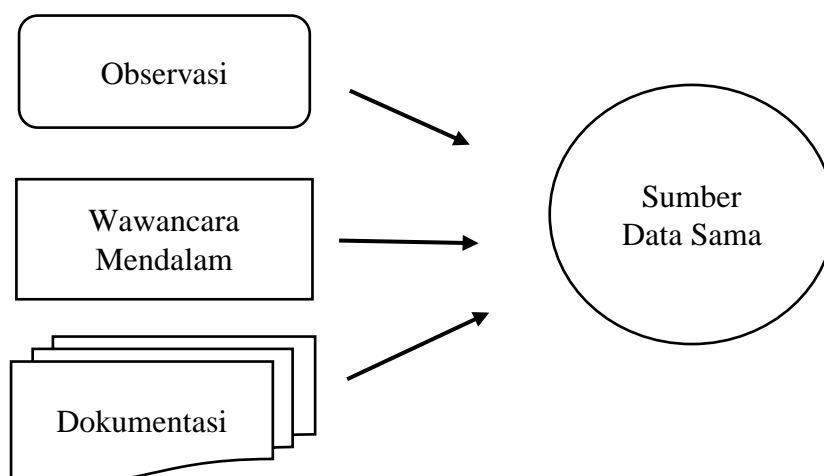 Observasi
Wawancara
Mendalam
Dokumentasi
Sumber
Data Sama